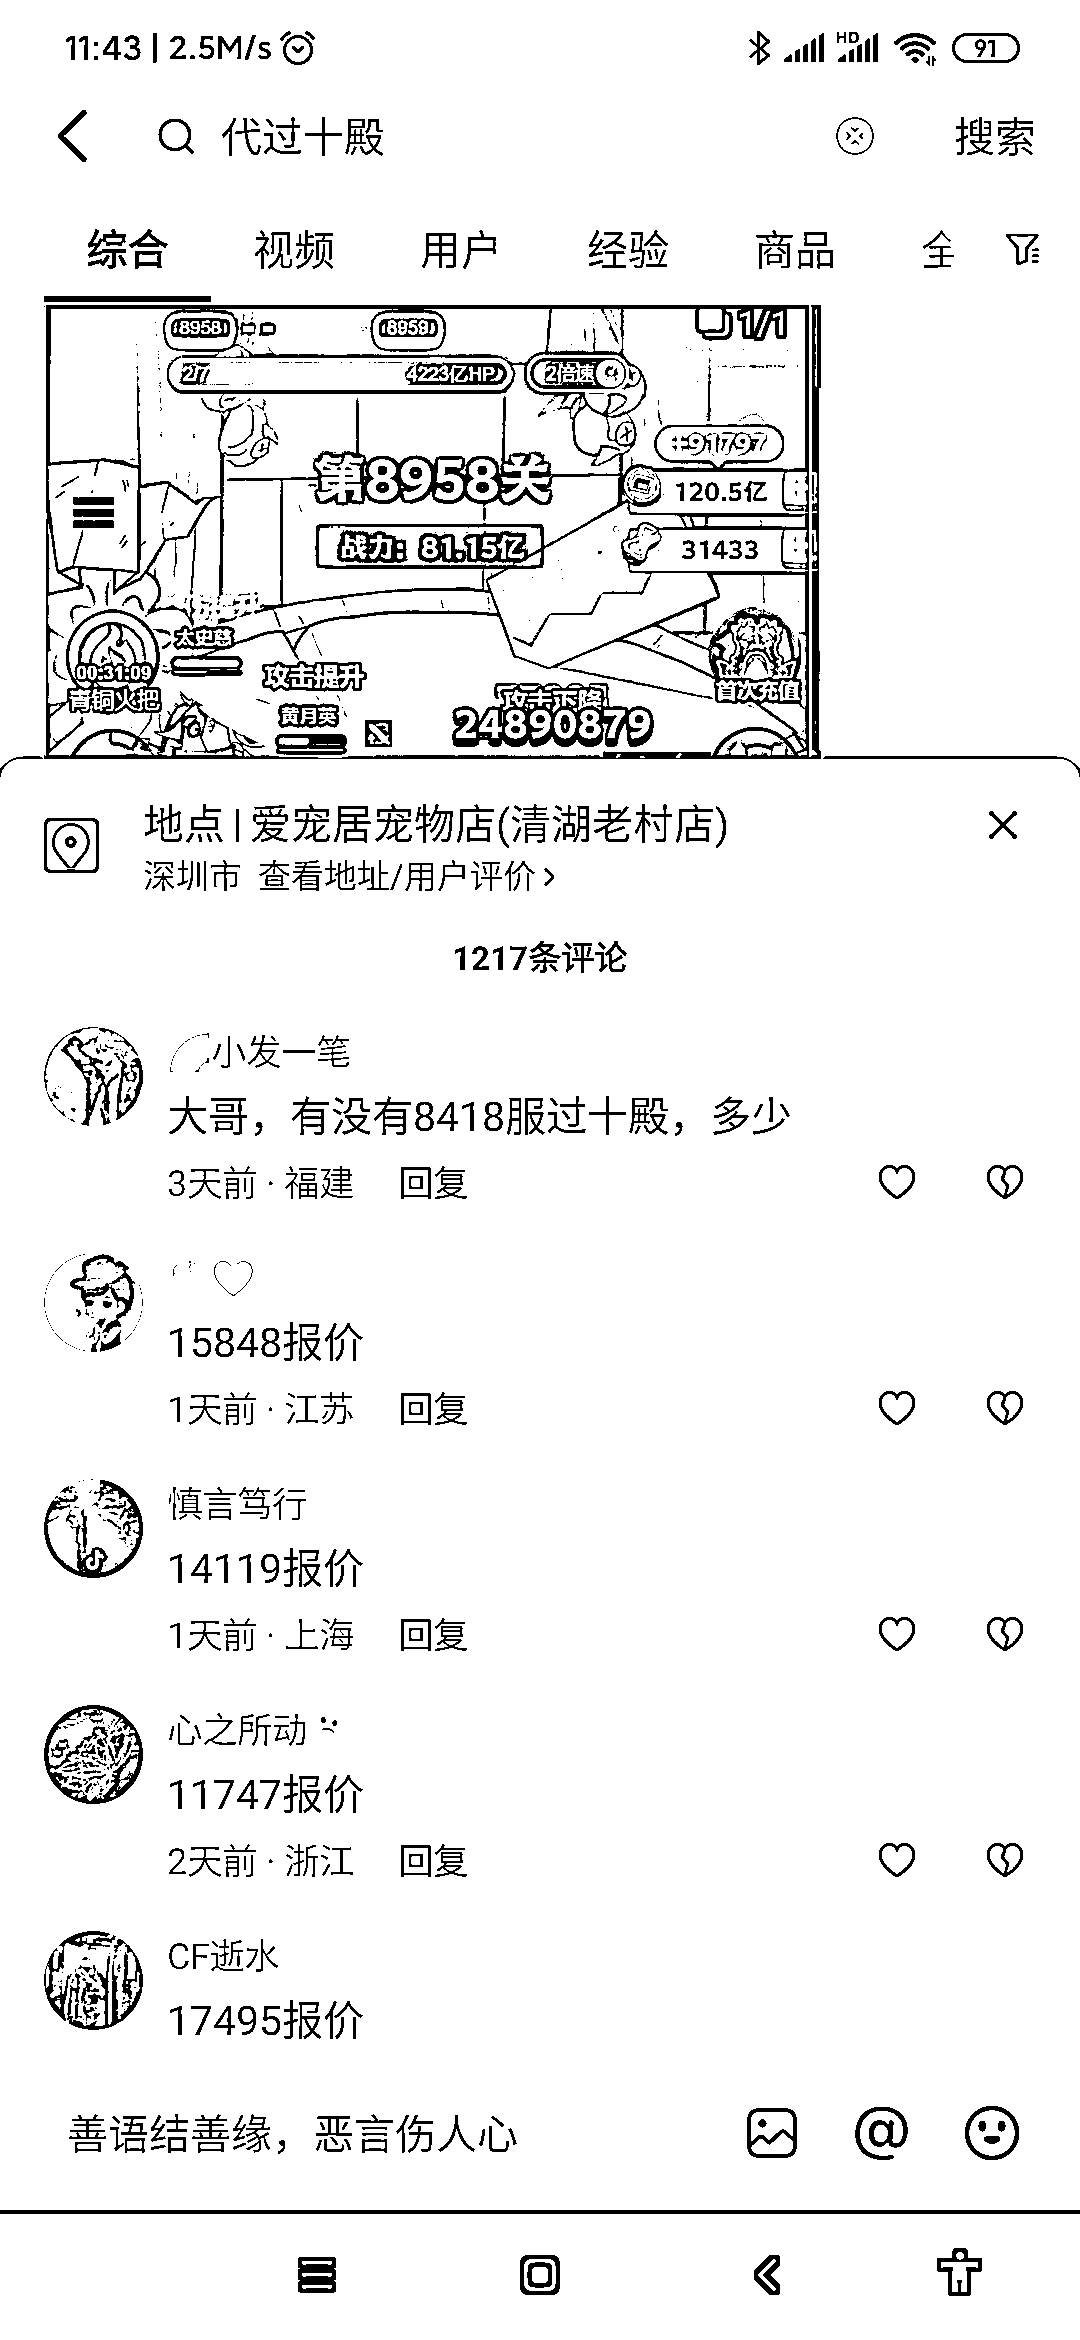 11:43 | 2.5M/s
HD 91
代过十殿
搜索
综合 视频 用户 经验 商品 全
8958 8959 1/1
2/7 4223亿HP 2倍速
91797
第8958关
120.5亿
战力：81.15亿
31433
太史慈
00:31:09
攻击提升
首次充值
青铜火把
攻击下降
黄月英
24890879
地点 | 爱宠居宠物店(清湖老村店)
深圳市 查看地址/用户评价 >
1217条评论
小发一笔
大哥，有没有8418服过十殿，多少
3天前 · 福建 回复
15848报价
1天前 · 江苏 回复
慎言笃行
14119报价
1天前 · 上海 回复
心之所动
11747报价
2天前 · 浙江 回复
CF逝水
17495报价
善语结善缘，恶言伤人心